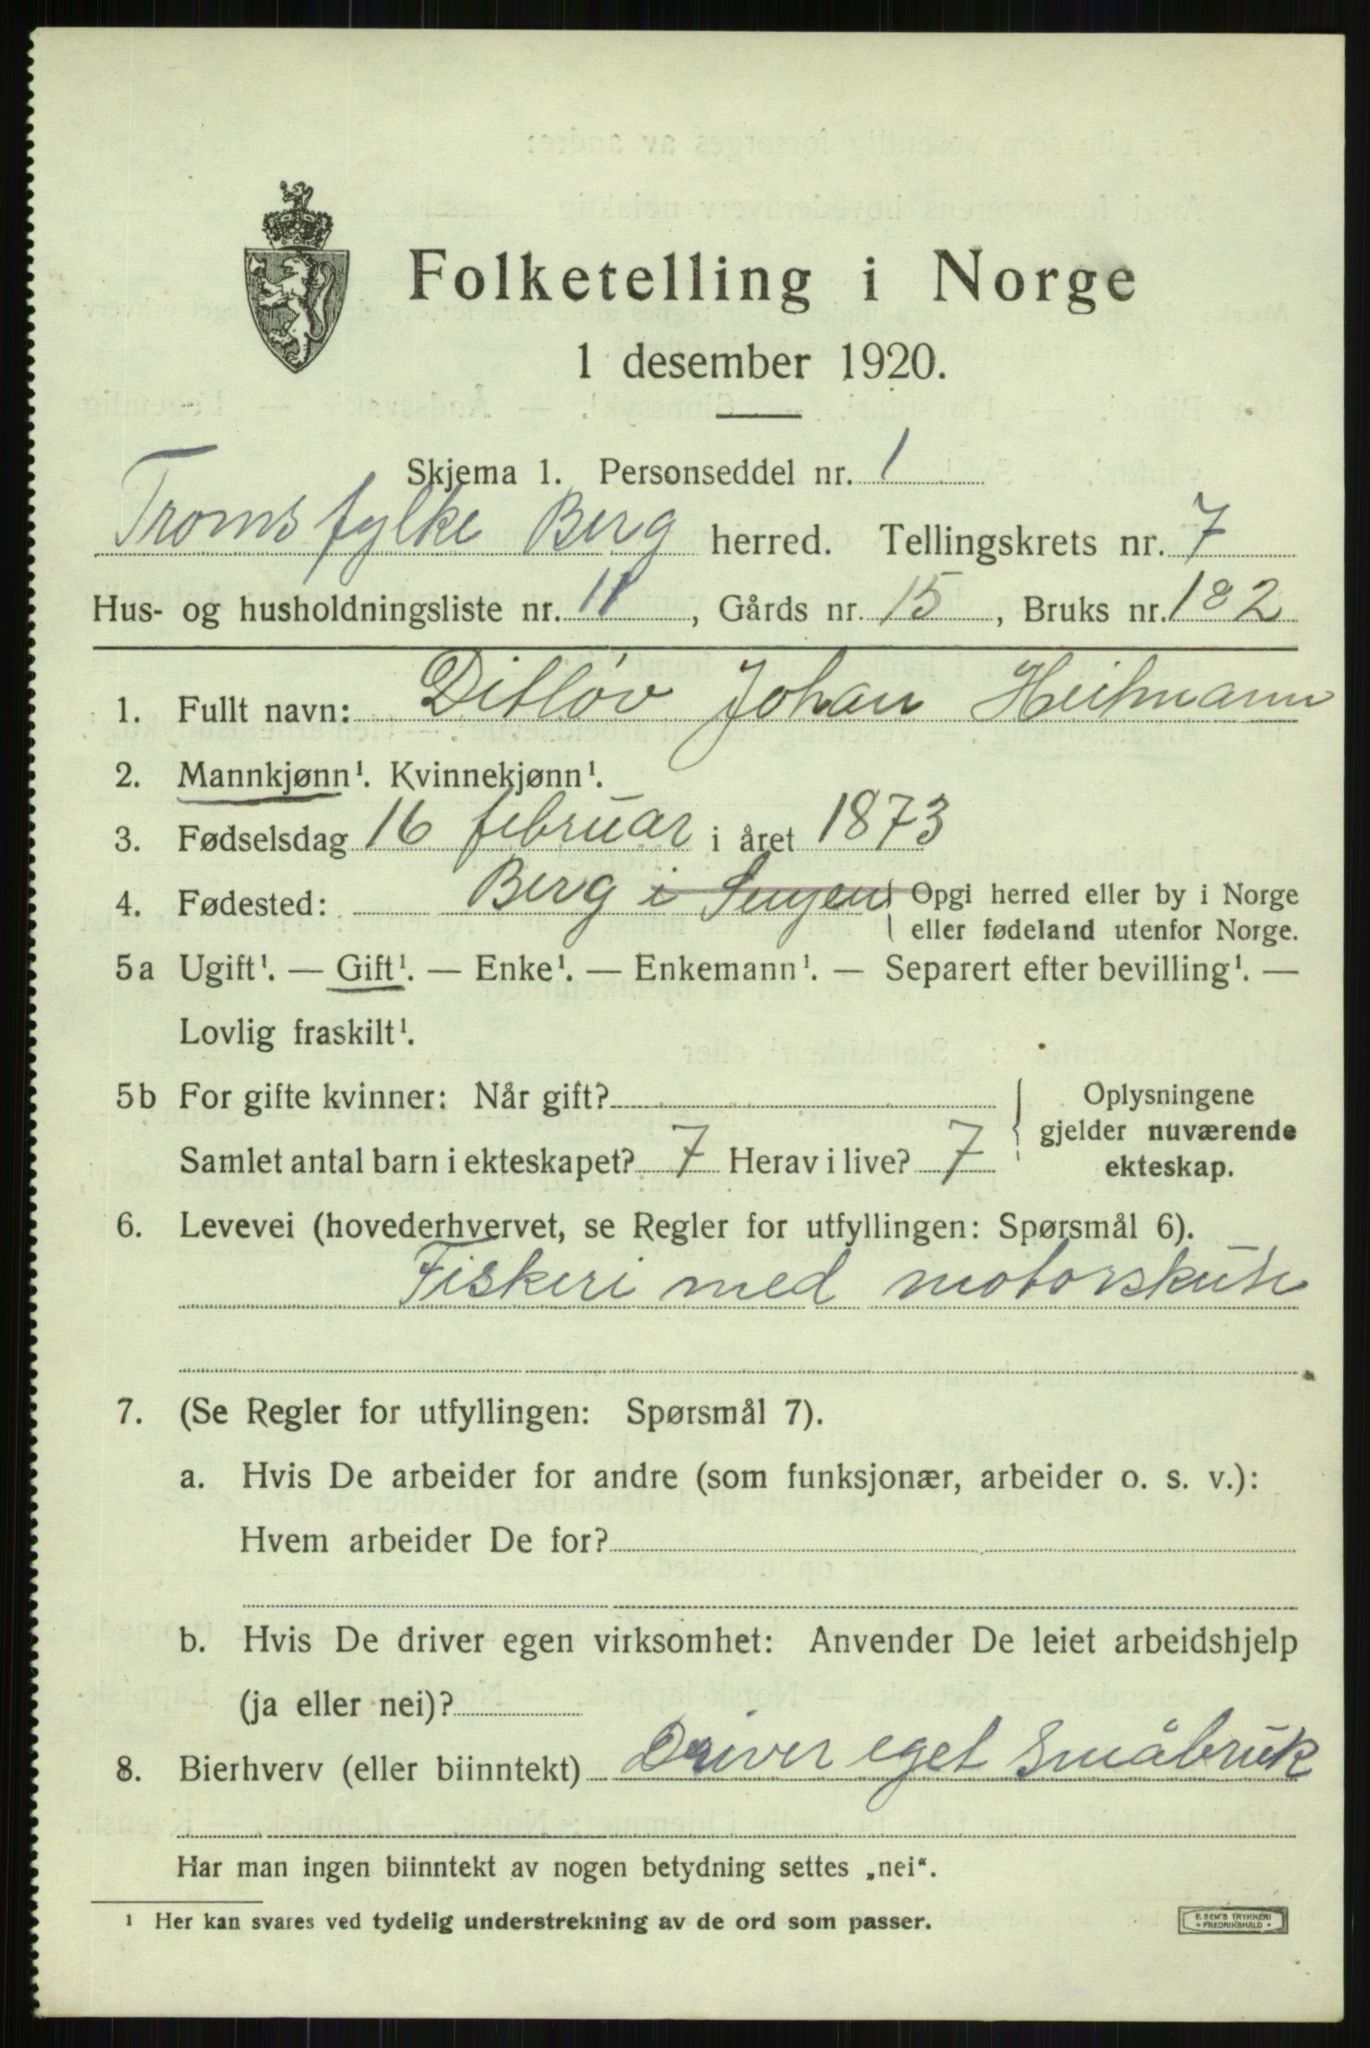 Folketelling i Norge
1 desember 1920.
Skjema 1. Personseddel nr. 1
Troms fylke Berg herred. Tellingskrets nr. 7
Hus- og husholdningsliste nr. 11, Gårds nr. 15, Bruks nr. 182
1. Fullt navn: Ditløv Johan Heitmann
2. Mannkjønn¹. Kvinnekjønn¹.
3. Fødselsdag 16 februar i året 1873
4. Fødested: Berg i Senjen Opgi herred eller by i Norge
eller fødeland utenfor Norge.
5a Ugift¹. — Gift¹. — Enke¹. — Enkemann¹. — Separert efter bevilling¹. —
Lovlig fraskilt¹.
5b For gifte kvinner: Når gift? Oplysningene
gjelder nuværende
Samlet antal barn i ekteskapet? 7 Herav i live? 7 ekteskap.
6. Levevei (hovederhvervet, se Regler for utfyllingen: Spørsmål 6).
Fiskeri med motorskute
7. (Se Regler for utfyllingen: Spørsmål 7).
a. Hvis De arbeider for andre (som funksjonær, arbeider o. s. v.):
Hvem arbeider De for?
b. Hvis De driver egen virksomhet: Anvender De leiet arbeidshjelp
(ja eller nei)?
8. Bierhverv (eller biinntekt) Driver eget Småbruk
Har man ingen biinntekt av nogen betydning settes „nei“.
¹ Her kan svares ved tydelig understrekning av de ord som passer.
E. SEM'S TRYKKERI
FREDRIKSHALD